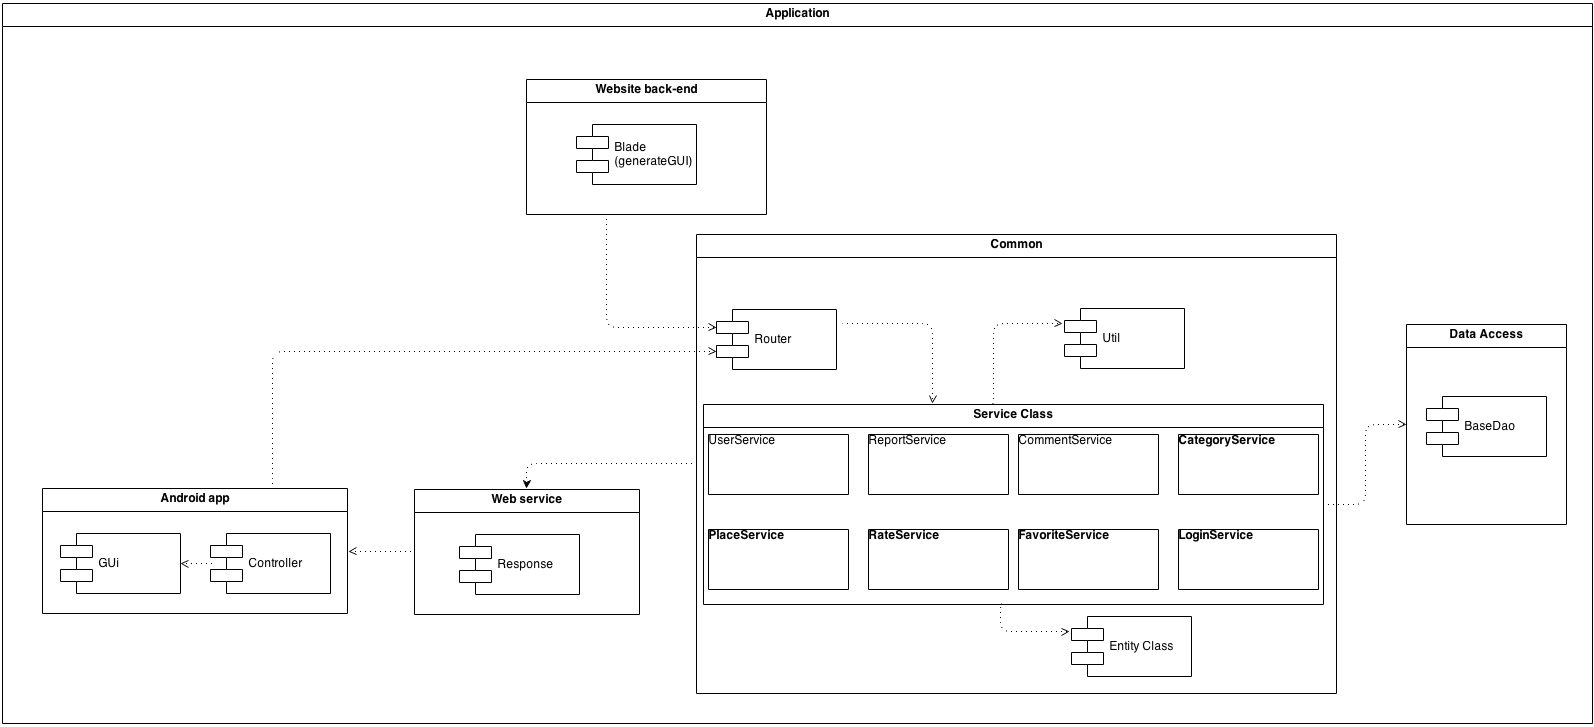 Application
Website back-end
Blade
(generateGUI)
Common
Router
Util
Data Access
BaseDao
Service Class
UserService
ReportService
CommentService
CategoryService
PlaceService
RateService
FavoriteService
LoginService
Entity Class
Android app
GUi
Controller
Web service
Response